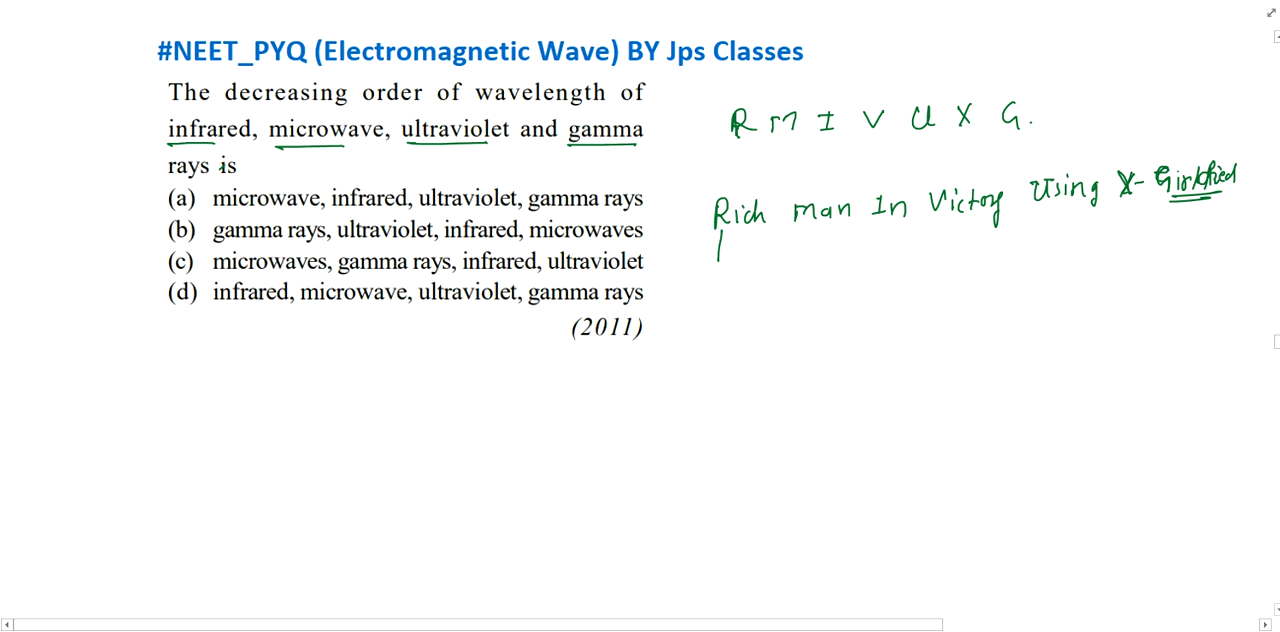 #NEET_PYQ (Electromagnetic Wave) BY Jps Classes
The decreasing order of wavelength of
infrared, microwave, ultraviolet and gamma
rays is
(a) microwave, infrared, ultraviolet, gamma rays
(b) gamma rays, ultraviolet, infrared, microwaves
(c) microwaves, gamma rays, infrared, ultraviolet
(d) infrared, microwave, ultraviolet, gamma rays
(2011)
R M I V U X G.
Rich man In Victory Using X-